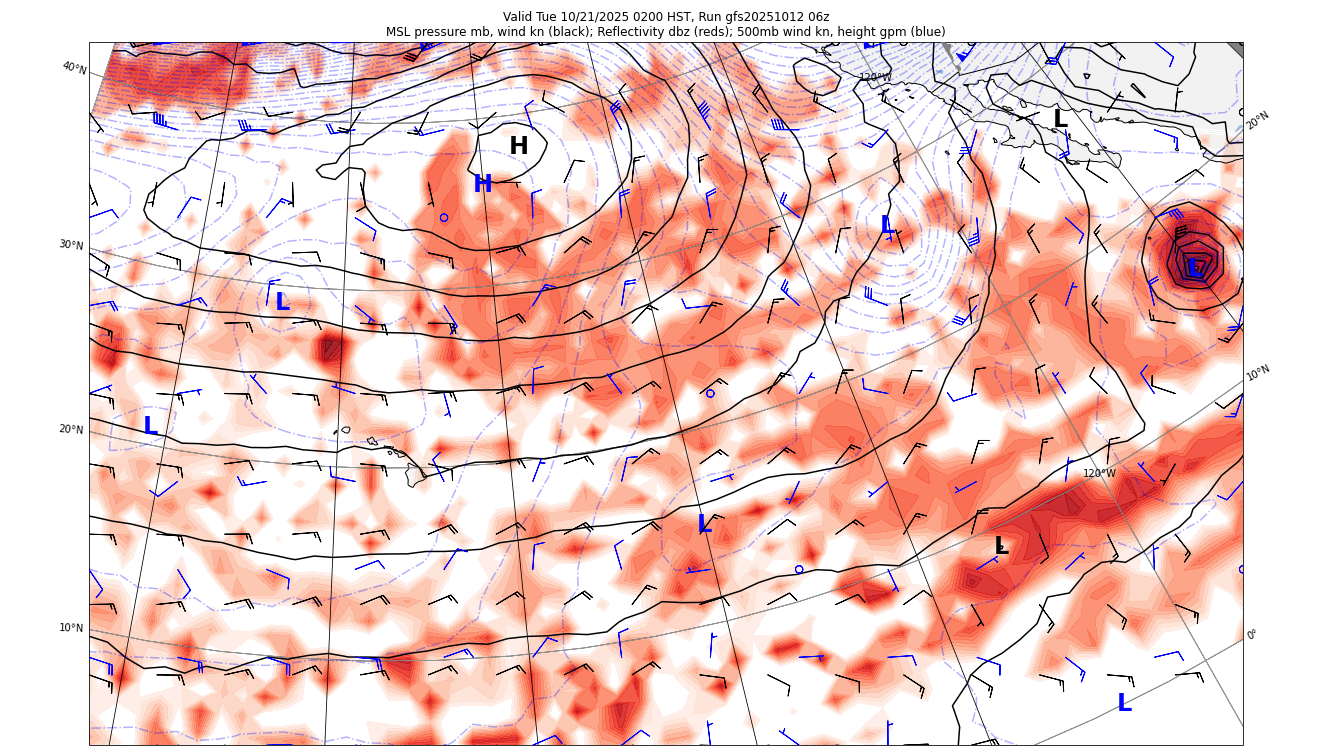 Valid Tue 10/21/2025 0200 HST, Run gfs20251012 06z
MSL pressure mb, wind kn (black); Reflectivity dbz (reds); 500mb wind kn, height gpm (blue)
40°N
120°W
20°N
L
H
H
L
30°N
L
L
10°N
L
20°N
120°W
L
L
10°N
0°
L